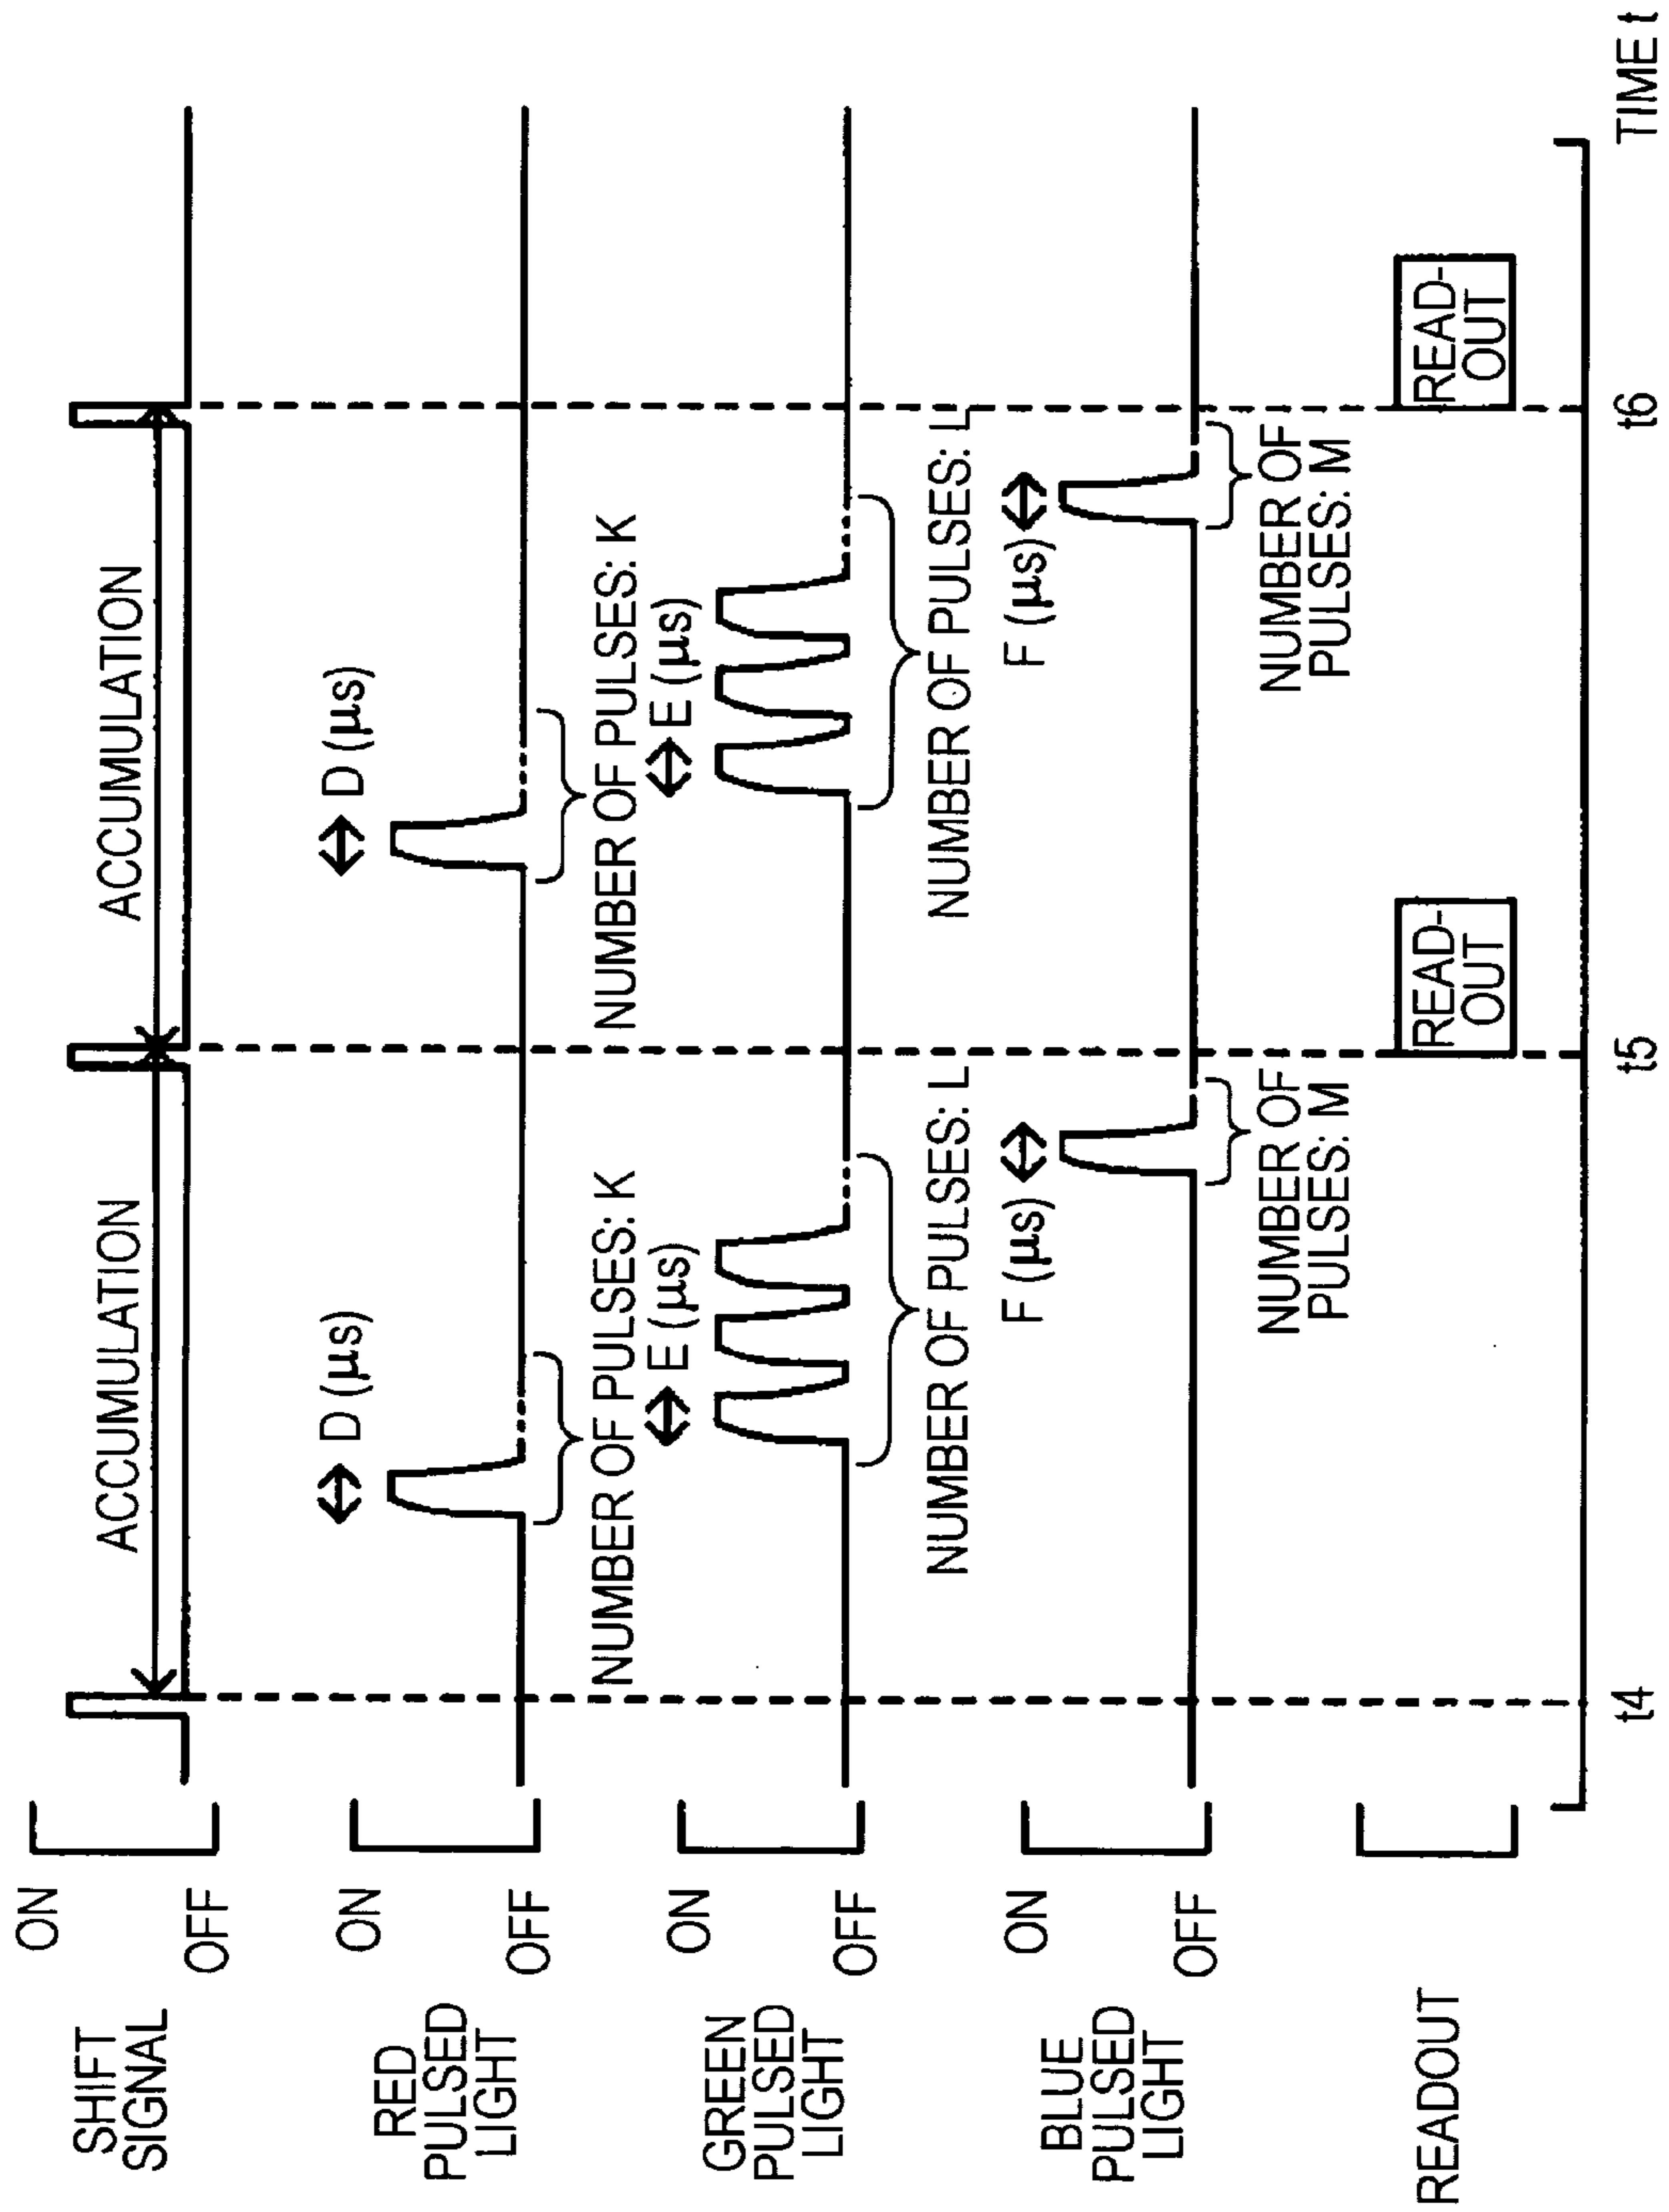 SHIFT
SIGNAL
ON
OFF
ACCUMULATION
ACCUMULATION
RED
PULSED
LIGHT
ON
OFF
D (μs)
D (μs)
NUMBER OF PULSES: K
NUMBER OF PULSES: K
GREEN
PULSED
LIGHT
ON
OFF
E (μs)
E (μs)
NUMBER OF PULSES: L
NUMBER OF PULSES: L
BLUE
PULSED
LIGHT
ON
OFF
F (μs)
F (μs)
NUMBER OF
PULSES: M
NUMBER OF
PULSES: M
READOUT
READ-
OUT
READ-
OUT
t4
t5
t6
TIME t